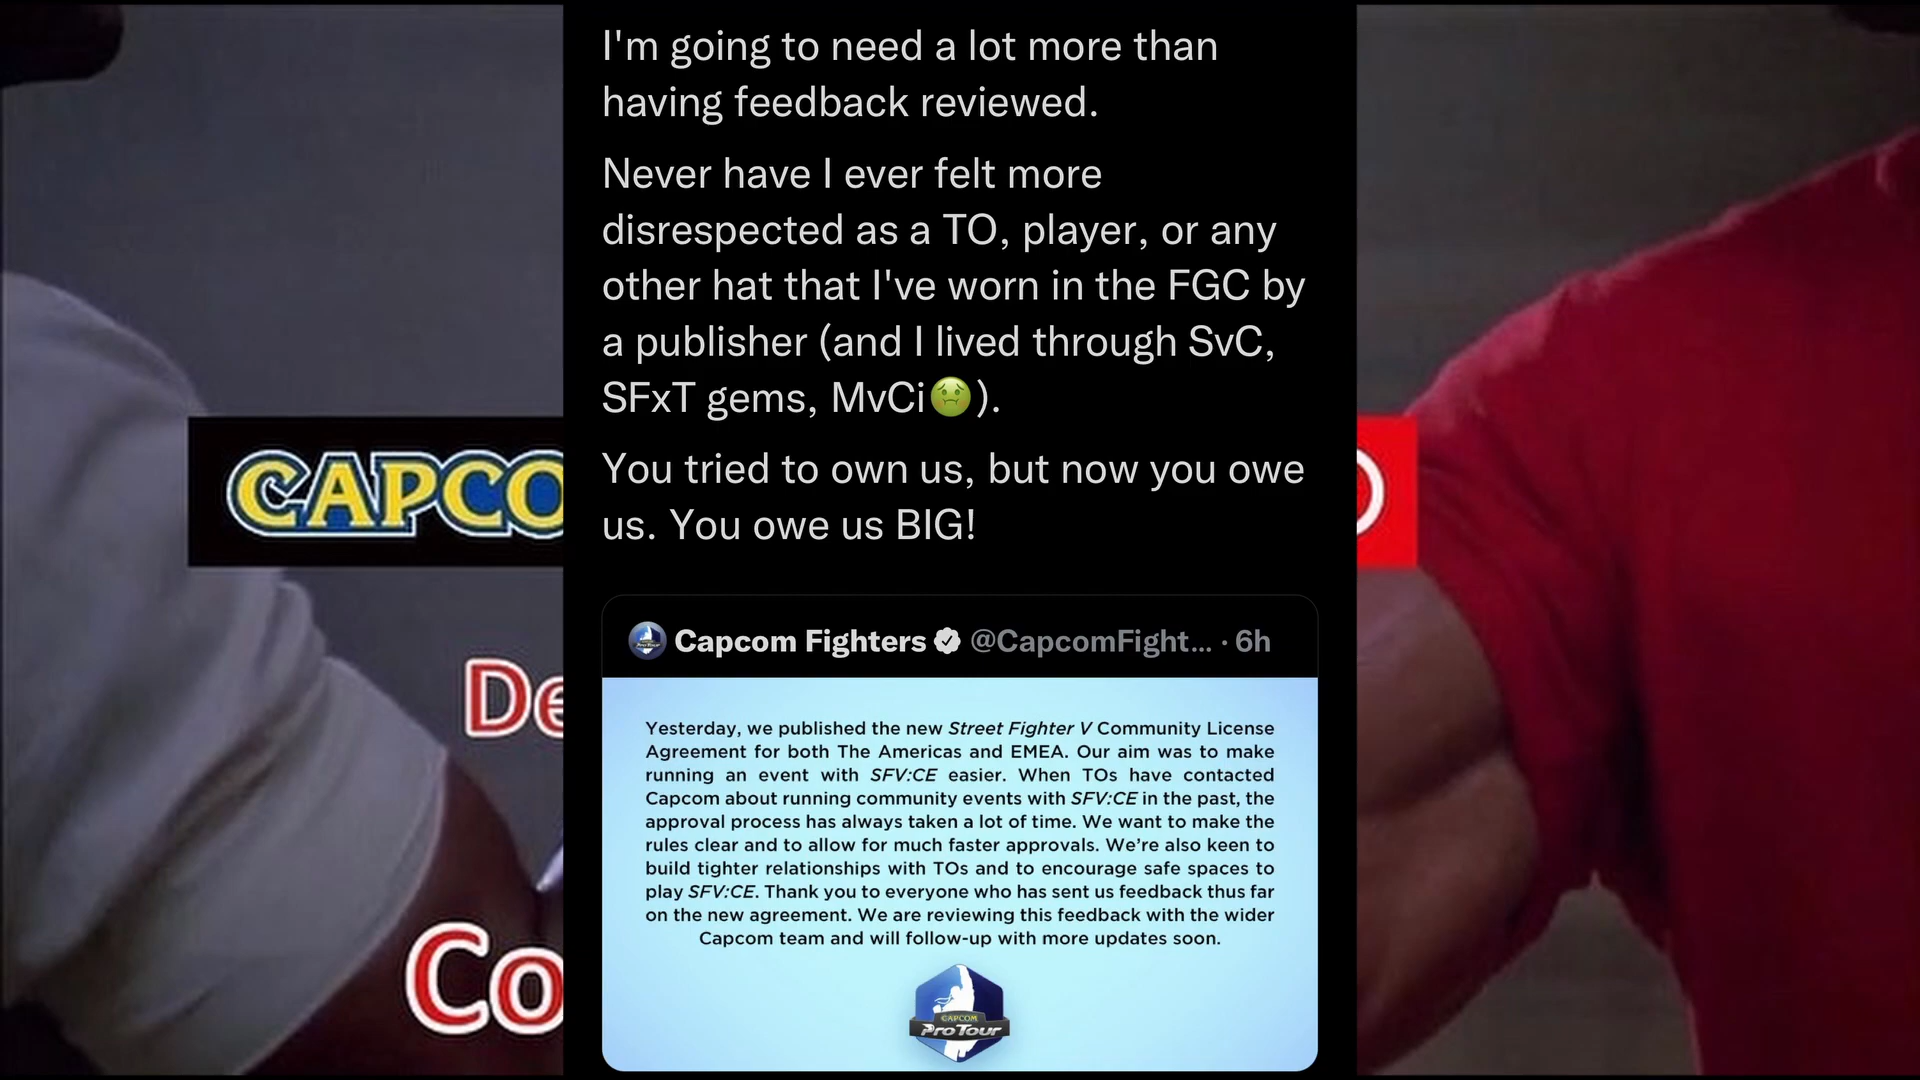 I'm going to need a lot more than
having feedback reviewed.
Never have I ever felt more
disrespected as a TO, player, or any
other hat that I've worn in the FGC by
a publisher (and I lived through SvC,
SFxT gems, MvCi🤢).
You tried to own us, but now you owe
us. You owe us BIG!
CAPCO
De
Co
Capcom Fighters @CapcomFight... · 6h
Yesterday, we published the new Street Fighter V Community License
Agreement for both The Americas and EMEA. Our aim was to make
running an event with SFV:CE easier. When TOs have contacted
Capcom about running community events with SFV:CE in the past, the
approval process has always taken a lot of time. We want to make the
rules clear and to allow for much faster approvals. We’re also keen to
build tighter relationships with TOs and to encourage safe spaces to
play SFV:CE. Thank you to everyone who has sent us feedback thus far
on the new agreement. We are reviewing this feedback with the wider
Capcom team and will follow-up with more updates soon.
CAPCOM
Pro Tour